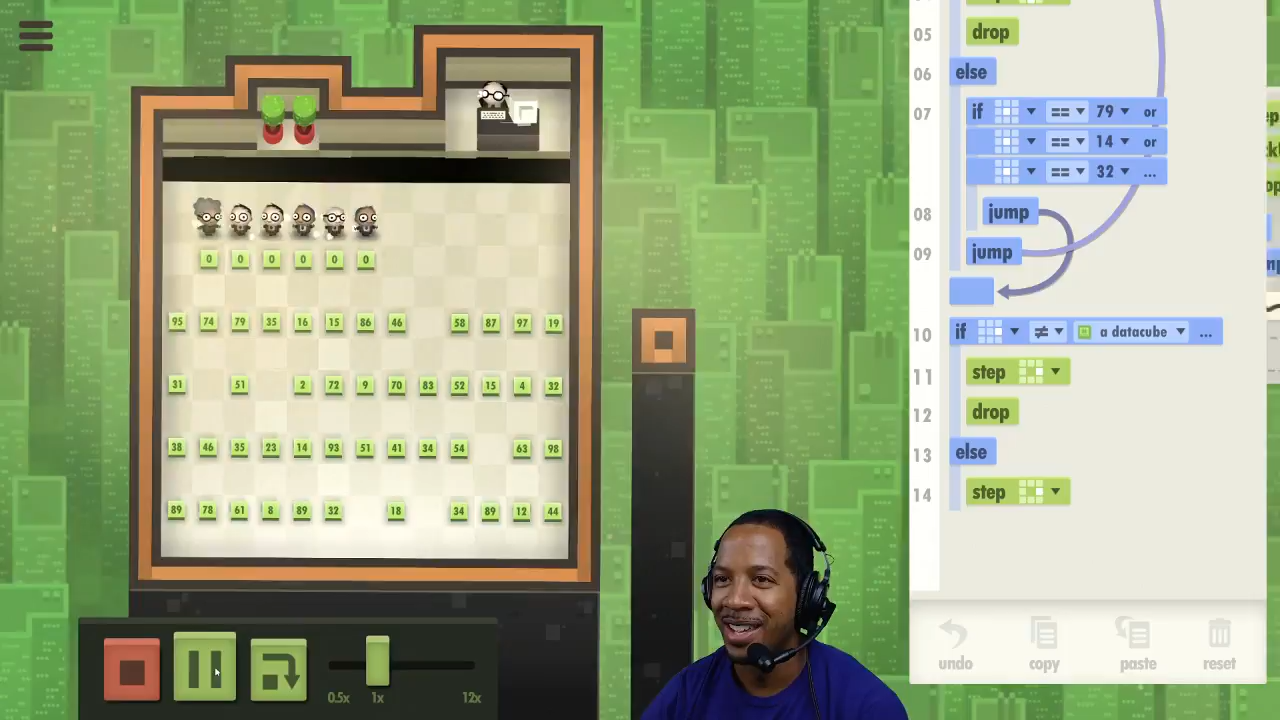 05 drop
06 else
07 if == 79 or
== 14 or
== 32 ...
08 jump
09 jump
10 if ≠ a datacube ...
11 step
12 drop
13 else
14 step
undo copy paste reset
0 0 0 0 0 0
95 74 79 35 16 15 86 46 58 87 97 19
31 51 2 72 9 70 83 52 15 4 32
38 46 35 23 14 93 51 41 34 54 63 98
89 78 61 8 89 32 18 34 89 12 44
0.5x 1x 12x